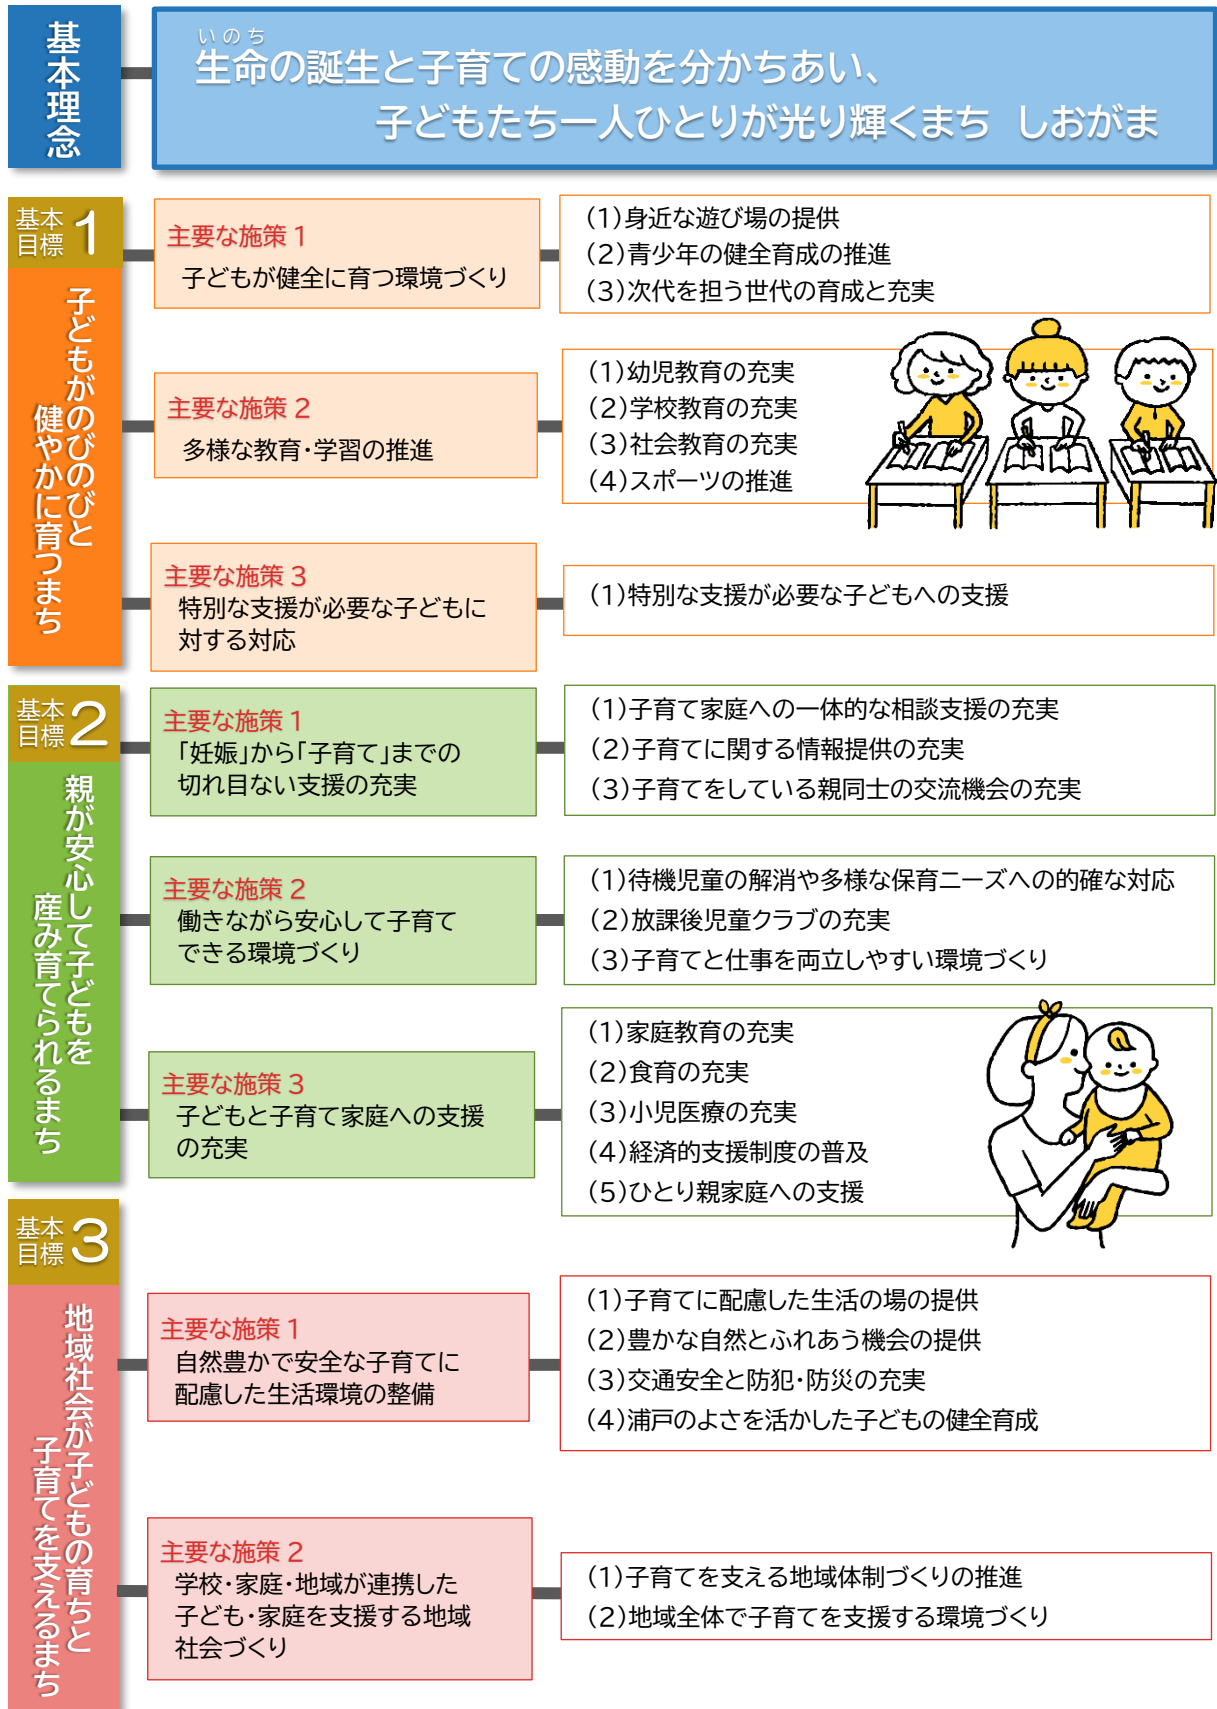 基本理念
いのち
生命の誕生と子育ての感動を分かちあい、
子どもたち一人ひとりが光り輝くまち　しおがま
基本目標 1
子どもがのびのびと
健やかに育つまち
主要な施策 1
子どもが健全に育つ環境づくり
(1)身近な遊び場の提供
(2)青少年の健全育成の推進
(3)次代を担う世代の育成と充実
主要な施策 2
多様な教育・学習の推進
(1)幼児教育の充実
(2)学校教育の充実
(3)社会教育の充実
(4)スポーツの推進
主要な施策 3
特別な支援が必要な子どもに
対する対応
(1)特別な支援が必要な子どもへの支援
基本目標 2
親が安心して子どもを
産み育てられるまち
主要な施策 1
「妊娠」から「子育て」までの
切れ目ない支援の充実
(1)子育て家庭への一体的な相談支援の充実
(2)子育てに関する情報提供の充実
(3)子育てをしている親同士の交流機会の充実
主要な施策 2
働きながら安心して子育て
できる環境づくり
(1)待機児童の解消や多様な保育ニーズへの的確な対応
(2)放課後児童クラブの充実
(3)子育てと仕事を両立しやすい環境づくり
主要な施策 3
子どもと子育て家庭への支援
の充実
(1)家庭教育の充実
(2)食育の充実
(3)小児医療の充実
(4)経済的支援制度の普及
(5)ひとり親家庭への支援
基本目標 3
地域社会が子どもの育ちと
子育てを支えるまち
主要な施策 1
自然豊かで安全な子育てに
配慮した生活環境の整備
(1)子育てに配慮した生活の場の提供
(2)豊かな自然とふれあう機会の提供
(3)交通安全と防犯・防災の充実
(4)浦戸のよさを活かした子どもの健全育成
主要な施策 2
学校・家庭・地域が連携した
子ども・家庭を支援する地域
社会づくり
(1)子育てを支える地域体制づくりの推進
(2)地域全体で子育てを支援する環境づくり